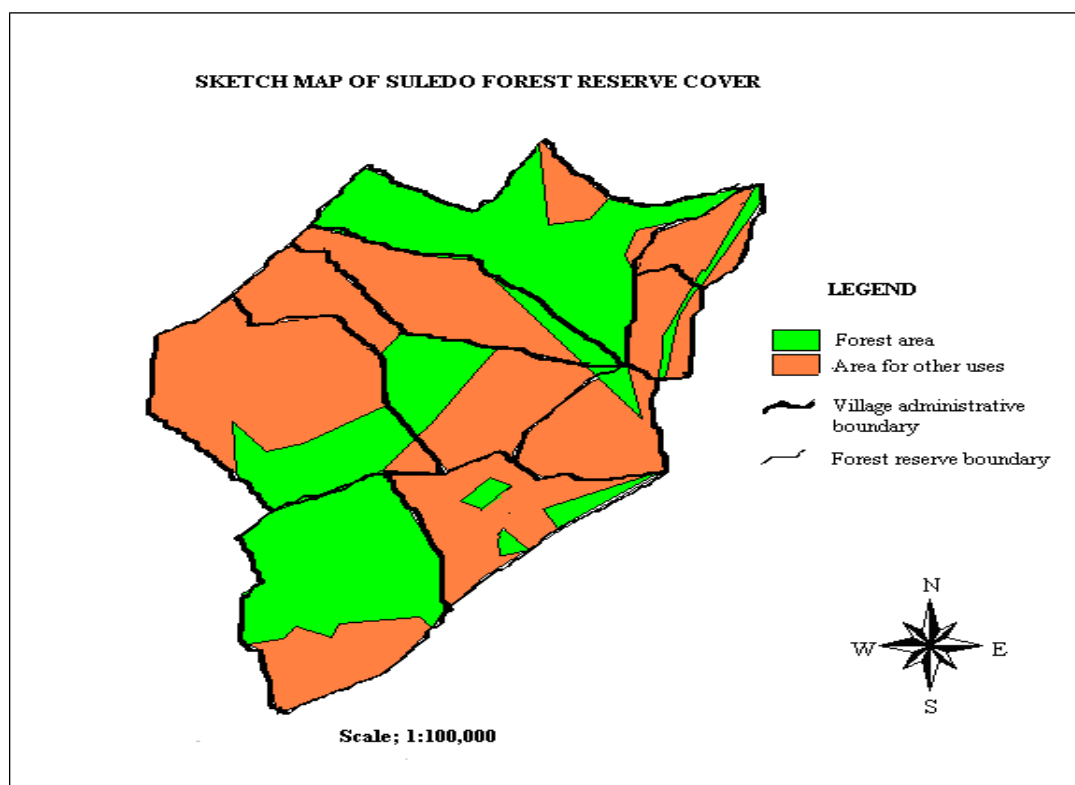 SKETCH MAP OF SULEDO FOREST RESERVE COVER
LEGEND
Forest area
Area for other uses
Village administrative
boundary
Forest reserve boundary
N
W
E
S
Scale; 1:100,000